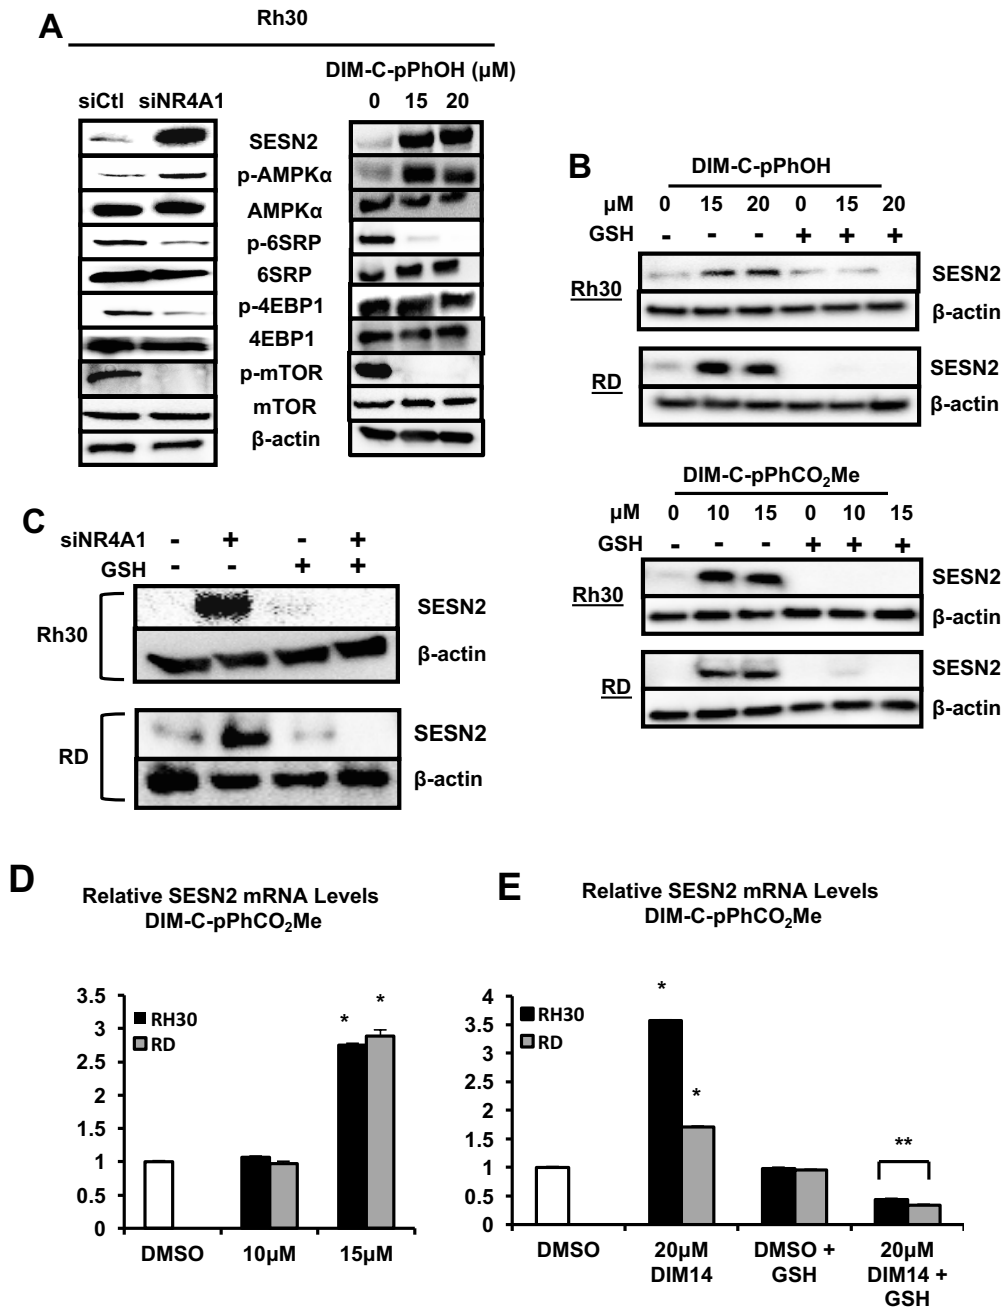 A
Rh30
DIM-C-pPhOH (μM)
siCtl siNR4A1
0 15 20
SESN2
p-AMPKα
AMPKα
p-6SRP
6SRP
p-4EBP1
4EBP1
p-mTOR
mTOR
β-actin
B
DIM-C-pPhOH
μM 0 15 20 0 15 20
GSH - - - + + +
Rh30
SESN2
β-actin
RD
SESN2
β-actin
DIM-C-pPhCO₂Me
μM 0 10 15 0 10 15
GSH - - - + + +
Rh30
SESN2
β-actin
RD
SESN2
β-actin
C
siNR4A1 - + - +
GSH - - + +
Rh30
SESN2
β-actin
RD
SESN2
β-actin
D
Relative SESN2 mRNA Levels
DIM-C-pPhCO₂Me
3.5
3
2.5
2
1.5
1
0.5
0
RH30
RD
* *
DMSO 10μM 15μM
E
Relative SESN2 mRNA Levels
DIM-C-pPhCO₂Me
4
3.5
3
2.5
2
1.5
1
0.5
0
RH30
RD
*
*
**
DMSO
20μM
DIM14
DMSO +
GSH
20μM
DIM14 +
GSH